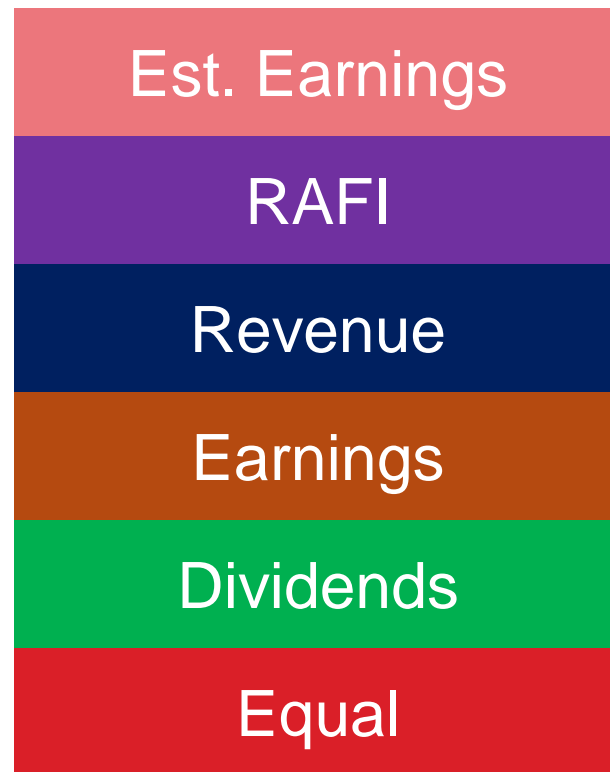 Est. Earnings
RAFI
Revenue
Earnings
Dividends
Equal